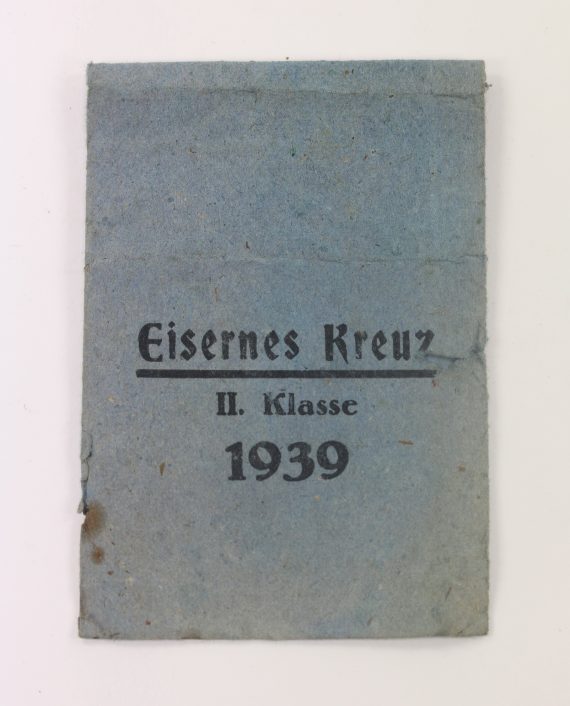 Eisernes Kreuz
II. Klasse
1939